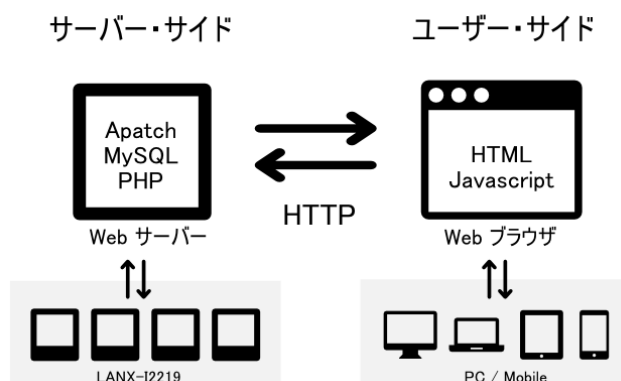 サーバー・サイド
ユーザー・サイド
Apatch
MySQL
PHP
HTML
Javascript
HTTP
Web サーバー
Web ブラウザ
LANX-I2219
PC / Mobile